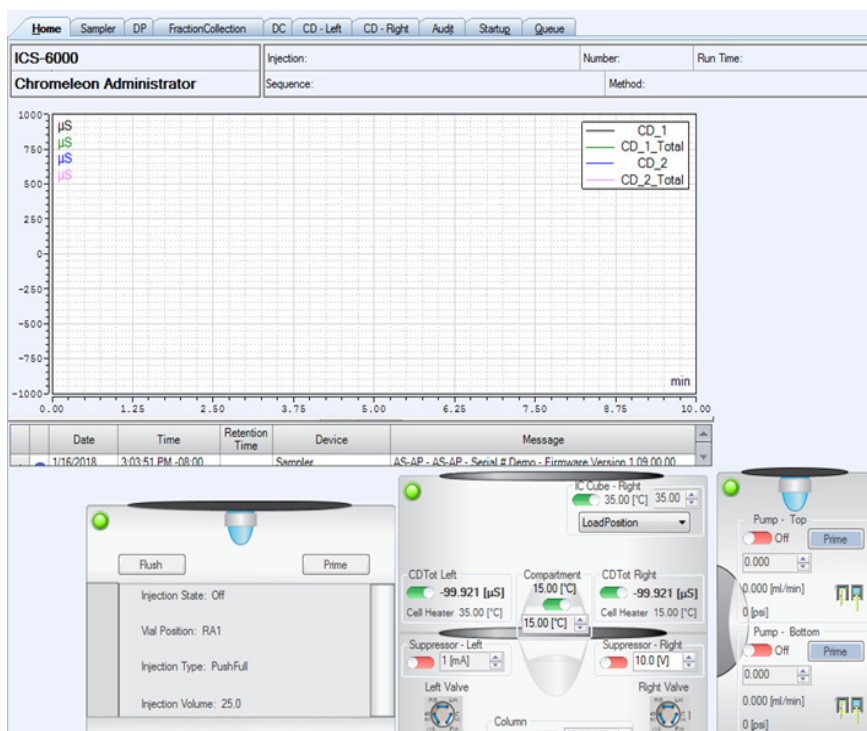 Home Sampler DP FractionCollection DC CD - Left CD - Right Audit Startup Queue
ICS-6000 Injection: Number: Run Time:
Chromeleon Administrator Sequence: Method:
1000
750
500
250
0
-250
-500
-750
-1000
µS
µS
µS
µS
CD_1
CD_1_Total
CD_2
CD_2_Total
min
0.00 1.25 2.50 3.75 5.00 6.25 7.50 8.75 10.00
Date Time Retention Time Device Message
1/16/2018 3:03:51 PM -08:00 Sampler AS-AP - AS-AP - Serial # Demo - Firmware Version 1.09.00.00
Flush Prime
Injection State: Off
Vial Position: RA1
Injection Type: PushFull
Injection Volume: 25.0
IC Cube - Right
35.00 [°C] 35.00
LoadPosition
CDTot Left Compartment CDTot Right
-99.921 [µS] 15.00 [°C] -99.921 [µS]
Cell Heater 35.00 [°C] 15.00 [°C] Cell Heater 15.00 [°C]
Suppressor - Left Suppressor - Right
1 [mA] 10.0 [V]
Left Valve Right Valve
Column
Pump - Top
Off Prime
0.000
0.000 [ml/min]
0 [psi]
Pump - Bottom
Off Prime
0.000
0.000 [ml/min]
0 [psi]